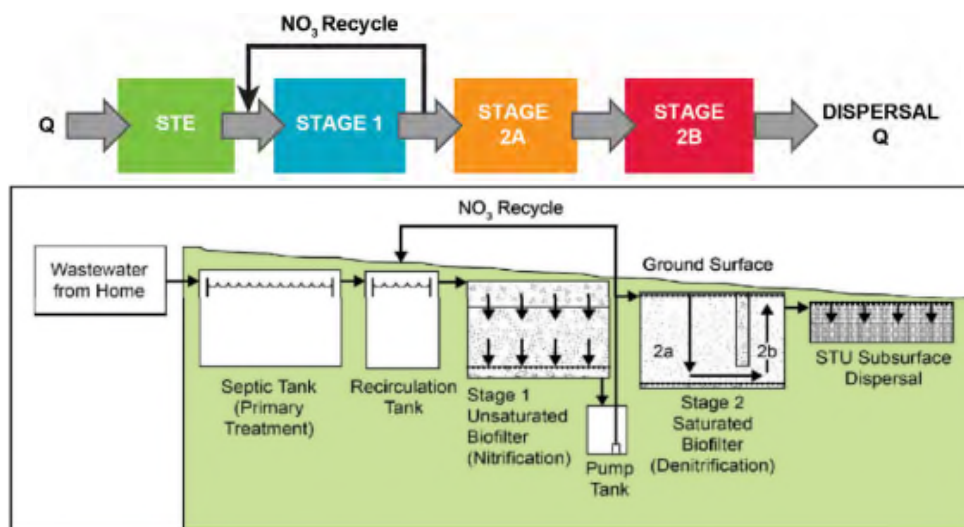 NO3 Recycle
Q
STE
STAGE 1
STAGE
2A
STAGE
2B
DISPERSAL
Q
NO3 Recycle
Wastewater
from Home
Ground Surface
Septic Tank
(Primary
Treatment)
Recirculation
Tank
Stage 1
Unsaturated
Biofilter
(Nitrification)
Pump
Tank
2a
2b
Stage 2
Saturated
Biofilter
(Denitrification)
STU Subsurface
Dispersal